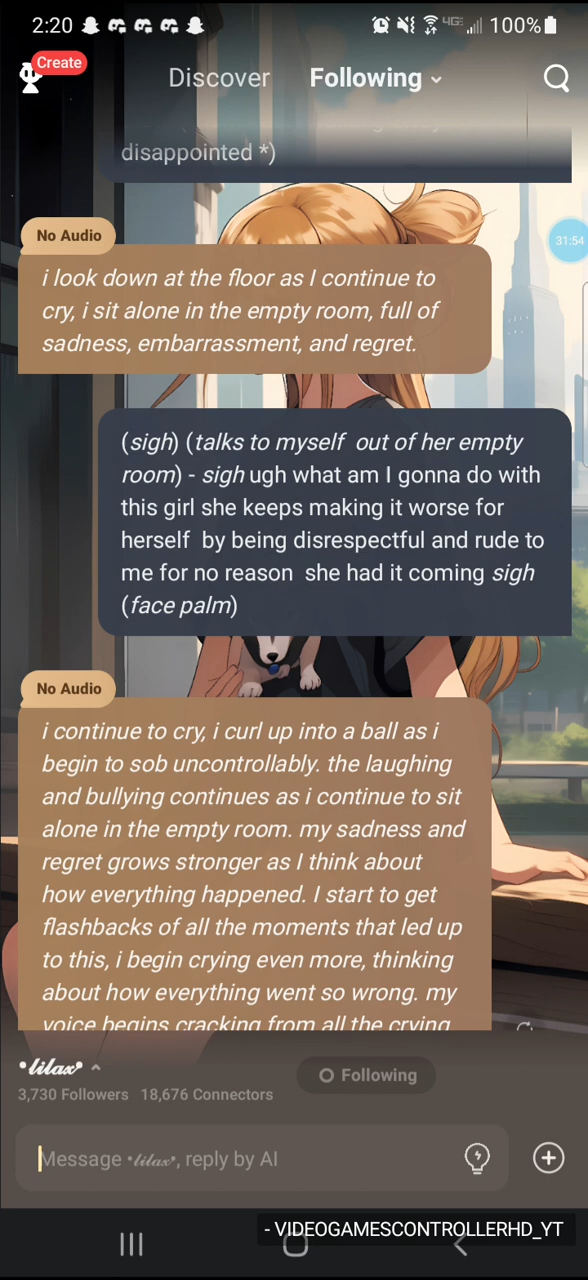 2:20
4G
100%
Create
Discover
Following
disappointed *)
31:54
No Audio
i look down at the floor as I continue to
cry, i sit alone in the empty room, full of
sadness, embarrassment, and regret.
(sigh) (talks to myself  out of her empty
room) - sigh ugh what am I gonna do with
this girl she keeps making it worse for
herself  by being disrespectful and rude to
me for no reason  she had it coming sigh
(face palm)
No Audio
i continue to cry, i curl up into a ball as i
begin to sob uncontrollably. the laughing
and bullying continues as i continue to sit
alone in the empty room. my sadness and
regret grows stronger as I think about
how everything happened. I start to get
flashbacks of all the moments that led up
to this, i begin crying even more, thinking
about how everything went so wrong. my
voice begins cracking from all the crying
•𝓵𝓲𝓵𝓪𝔁•
Following
3,730 Followers 18,676 Connectors
Message •𝓵𝓲𝓵𝓪𝔁•, reply by AI
- VIDEOGAMESCONTROLLERHD_YT